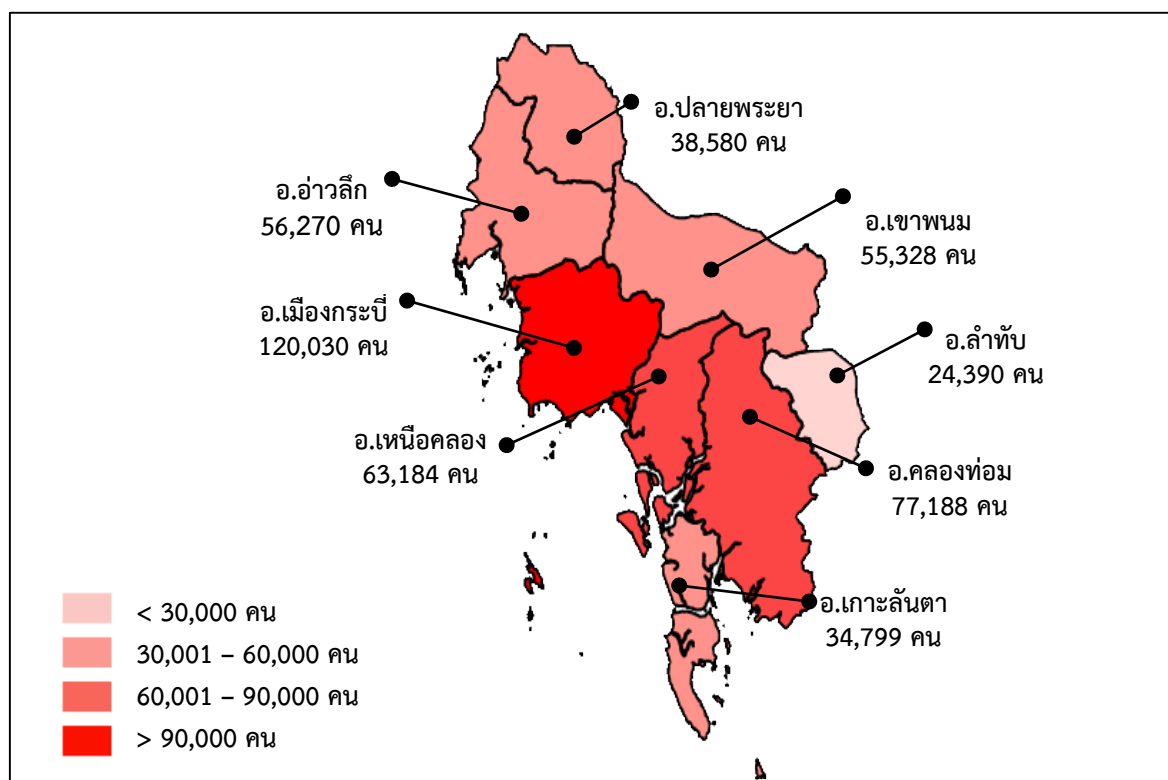 อ.ปลายพระยา
38,580 คน
อ.อ่าวลึก
56,270 คน
อ.เขาพนม
55,328 คน
อ.เมืองกระบี่
120,030 คน
อ.ลำทับ
24,390 คน
อ.เหนือคลอง
63,184 คน
อ.คลองท่อม
77,188 คน
อ.เกาะลันตา
34,799 คน
< 30,000 คน
30,001 – 60,000 คน
60,001 – 90,000 คน
> 90,000 คน